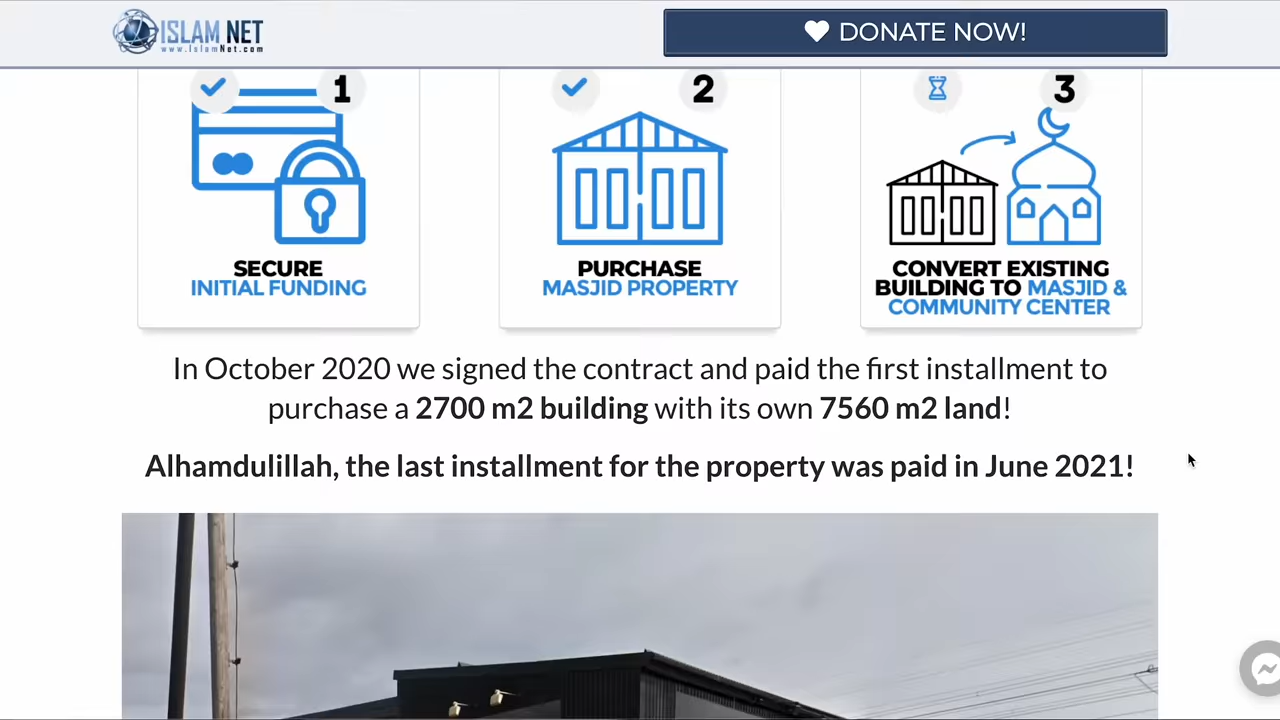 ISLAM NET
www.IslamNet.com
DONATE NOW!
1
2
3
SECURE
INITIAL FUNDING
PURCHASE
MASJID PROPERTY
CONVERT EXISTING
BUILDING TO MASJID &
COMMUNITY CENTER
In October 2020 we signed the contract and paid the first installment to
purchase a 2700 m2 building with its own 7560 m2 land!
Alhamdulillah, the last installment for the property was paid in June 2021!